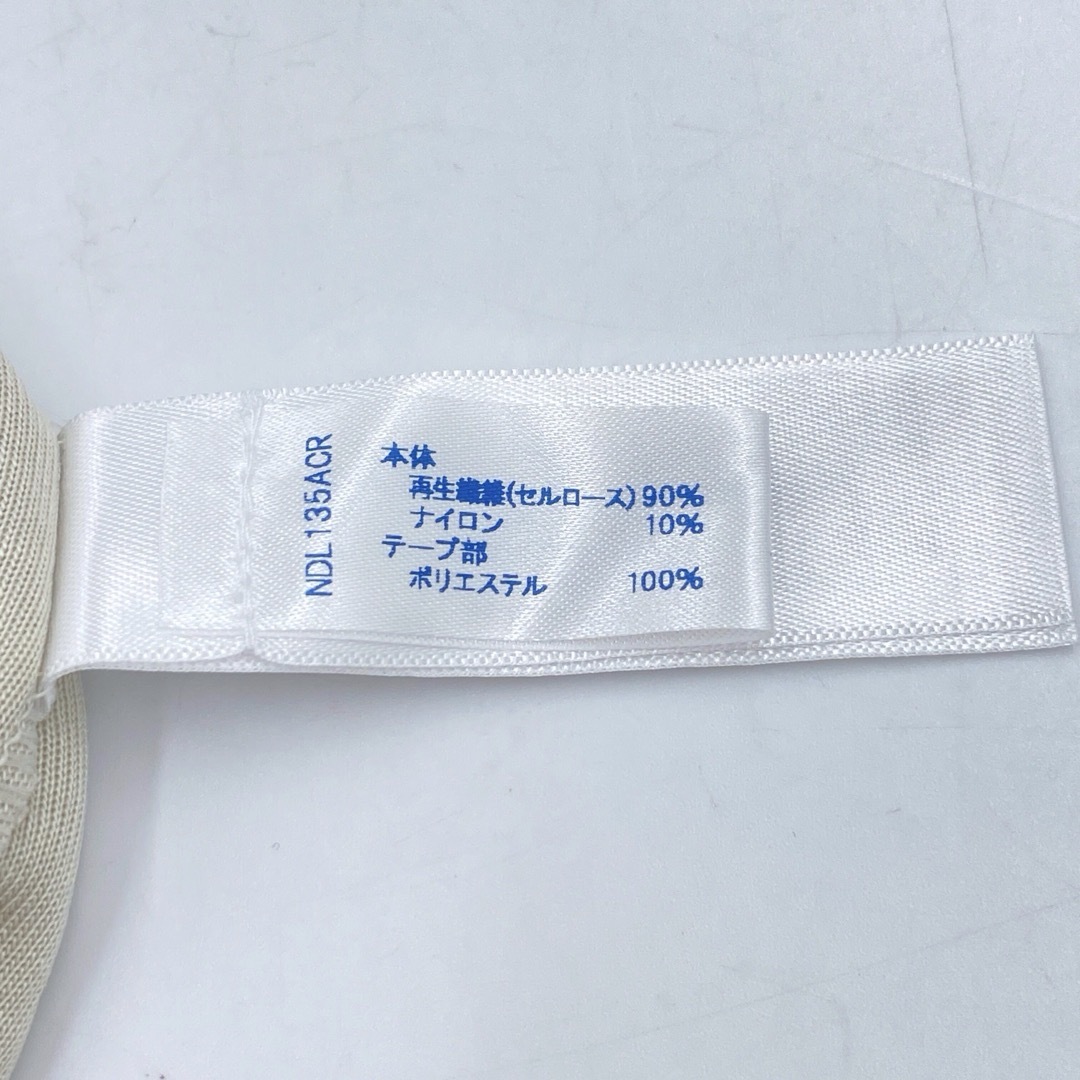 NDL135ACR
本体
再生繊維(セルロース)90%
ナイロン 10%
テープ部
ポリエステル 100%